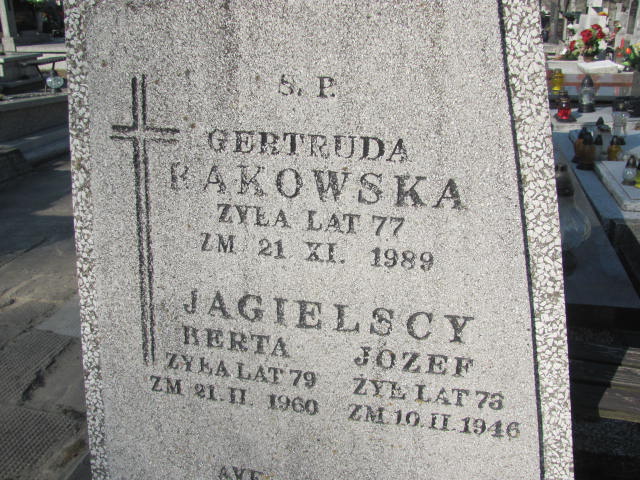 Ś. P.
GERTRUDA
RAKOWSKA
ŻYŁA LAT 77
ZM 21 XI. 1989
JAGIELSCY
BERTA JÓZEF
ŻYŁA LAT 79 ŻYŁ LAT 73
ZM 21. II. 1960 ZM 10. II. 1946
AVE